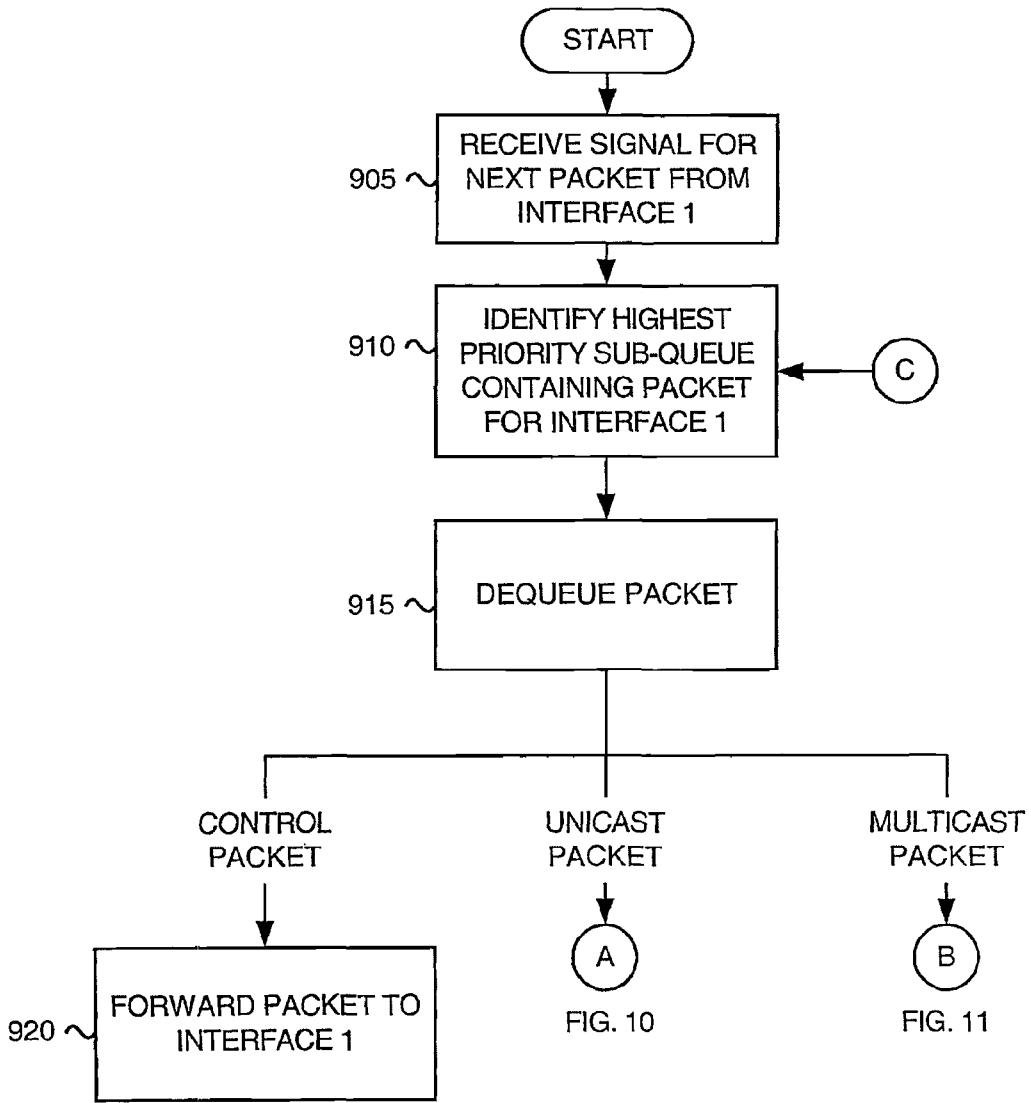 START
905
RECEIVE SIGNAL FOR
NEXT PACKET FROM
INTERFACE 1
910
IDENTIFY HIGHEST
PRIORITY SUB-QUEUE
CONTAINING PACKET
FOR INTERFACE 1
C
915
DEQUEUE PACKET
CONTROL
PACKET
UNICAST
PACKET
MULTICAST
PACKET
920
FORWARD PACKET TO
INTERFACE 1
A
FIG. 10
B
FIG. 11